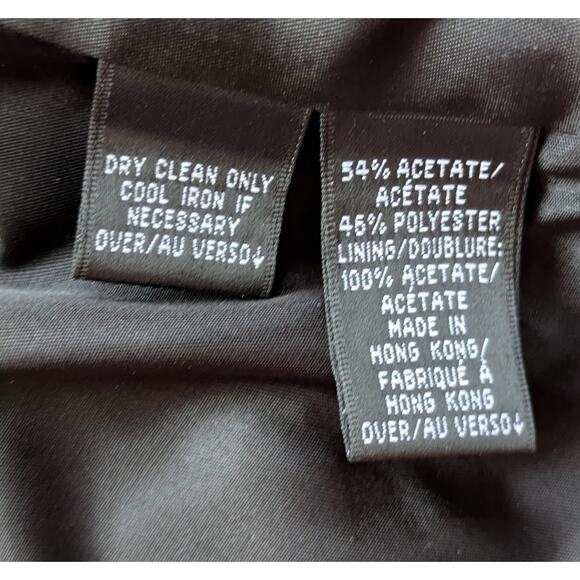 DRY CLEAN ONLY
COOL IRON IF
NECESSARY
OVER/AU VERSO↓
54% ACETATE/
ACÉTATE
46% POLYESTER
LINING/DOUBLURE:
100% ACETATE/
ACÉTATE
MADE IN
HONG KONG/
FABRIQUÉ À
HONG KONG
OVER/AU VERSO↓